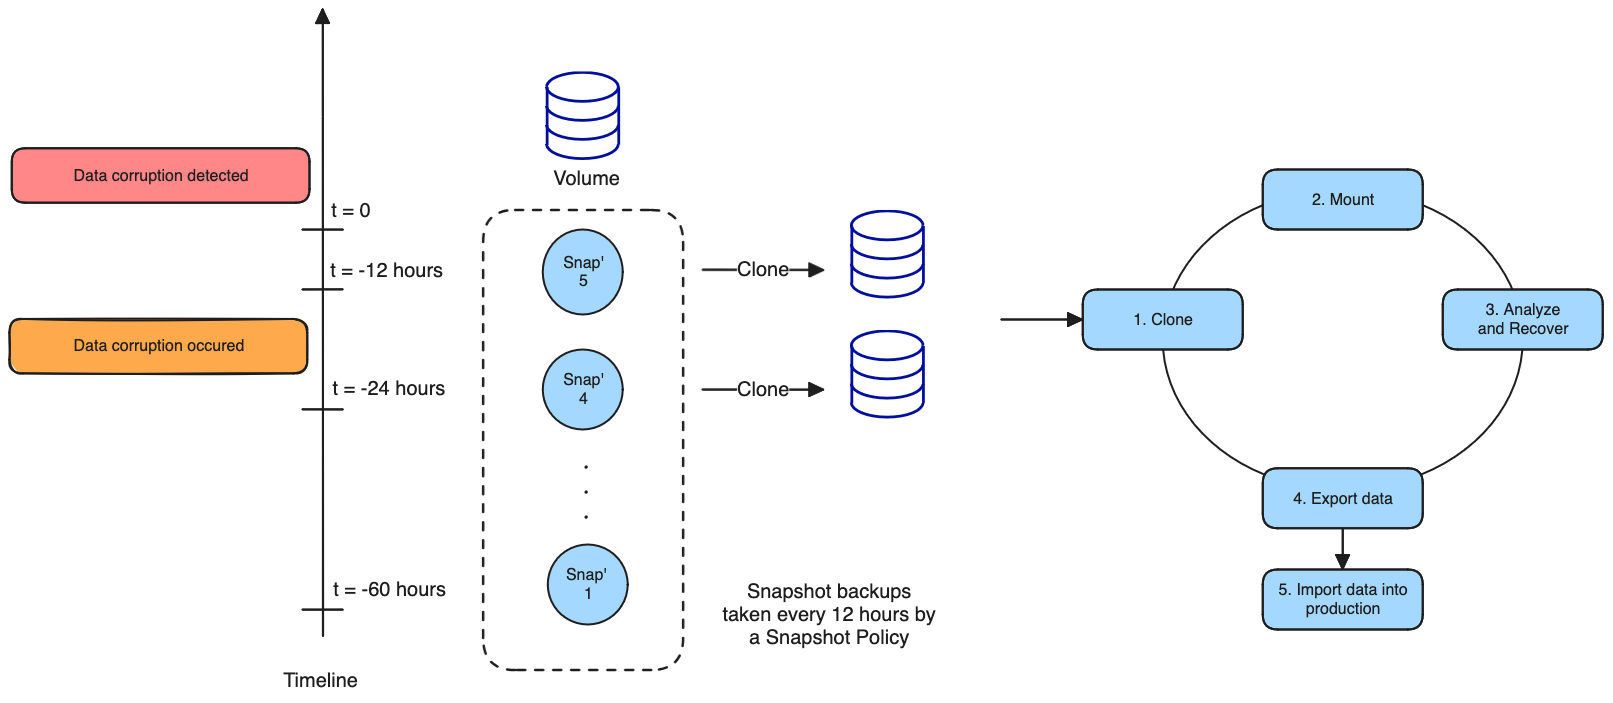 Data corruption detected
t = 0
t = -12 hours
Data corruption occured
t = -24 hours
t = -60 hours
Timeline
Volume
Snap'
5
Snap'
4
.
.
.
Snap'
1
Clone
Clone
Snapshot backups
taken every 12 hours by
a Snapshot Policy
1. Clone
2. Mount
3. Analyze
and Recover
4. Export data
5. Import data into
production